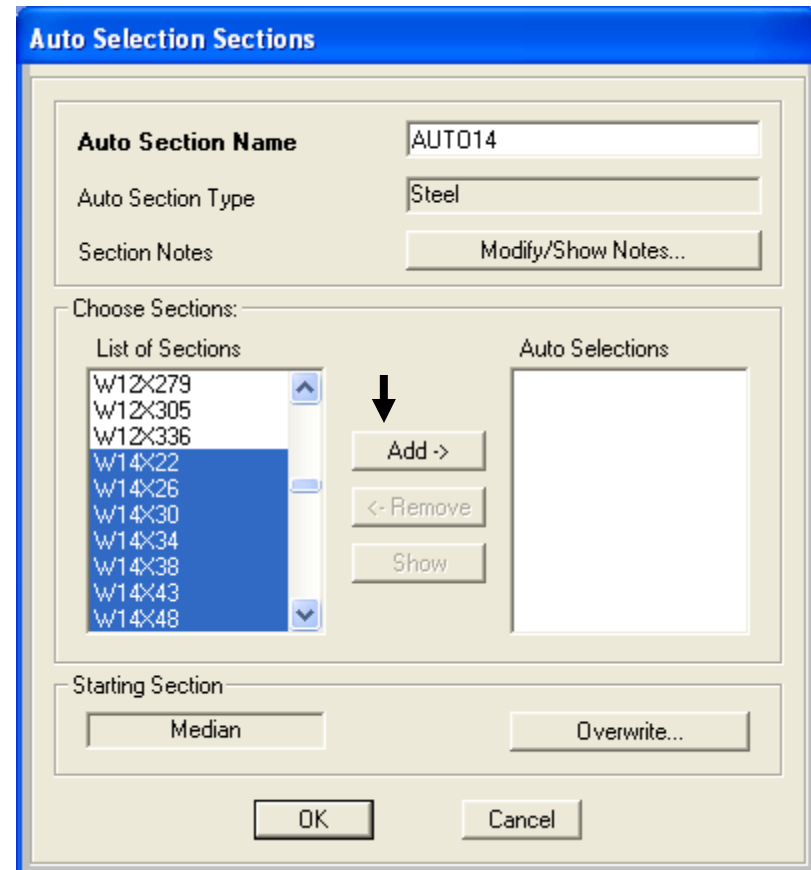 Auto Selection Sections
Auto Section Name
AUTO14
Auto Section Type
Steel
Section Notes
Modify/Show Notes...
Choose Sections:
List of Sections
Auto Selections
W12X279
W12X305
W12X336
W14X22
W14X26
W14X30
W14X34
W14X38
W14X43
W14X48
Add ->
<- Remove
Show
Starting Section
Median
Overwrite...
OK
Cancel